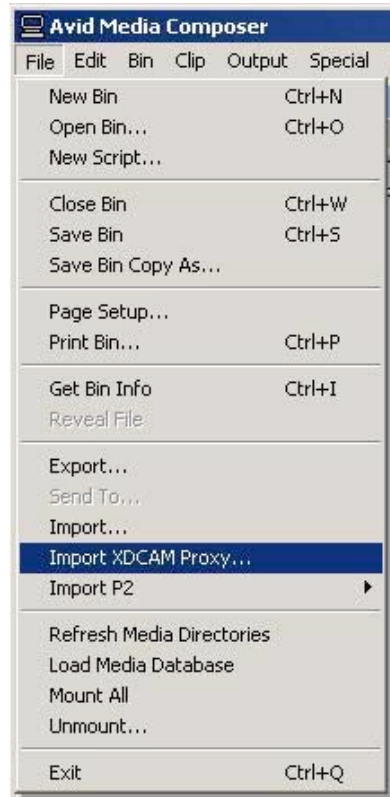 Avid Media Composer
File Edit Bin Clip Output Special
New Bin Ctrl+N
Open Bin... Ctrl+O
New Script...
Close Bin Ctrl+W
Save Bin Ctrl+S
Save Bin Copy As...
Page Setup...
Print Bin... Ctrl+P
Get Bin Info Ctrl+I
Reveal File
Export...
Send To...
Import...
Import XDCAM Proxy...
Import P2
Refresh Media Directories
Load Media Database
Mount All
Unmount...
Exit Ctrl+Q